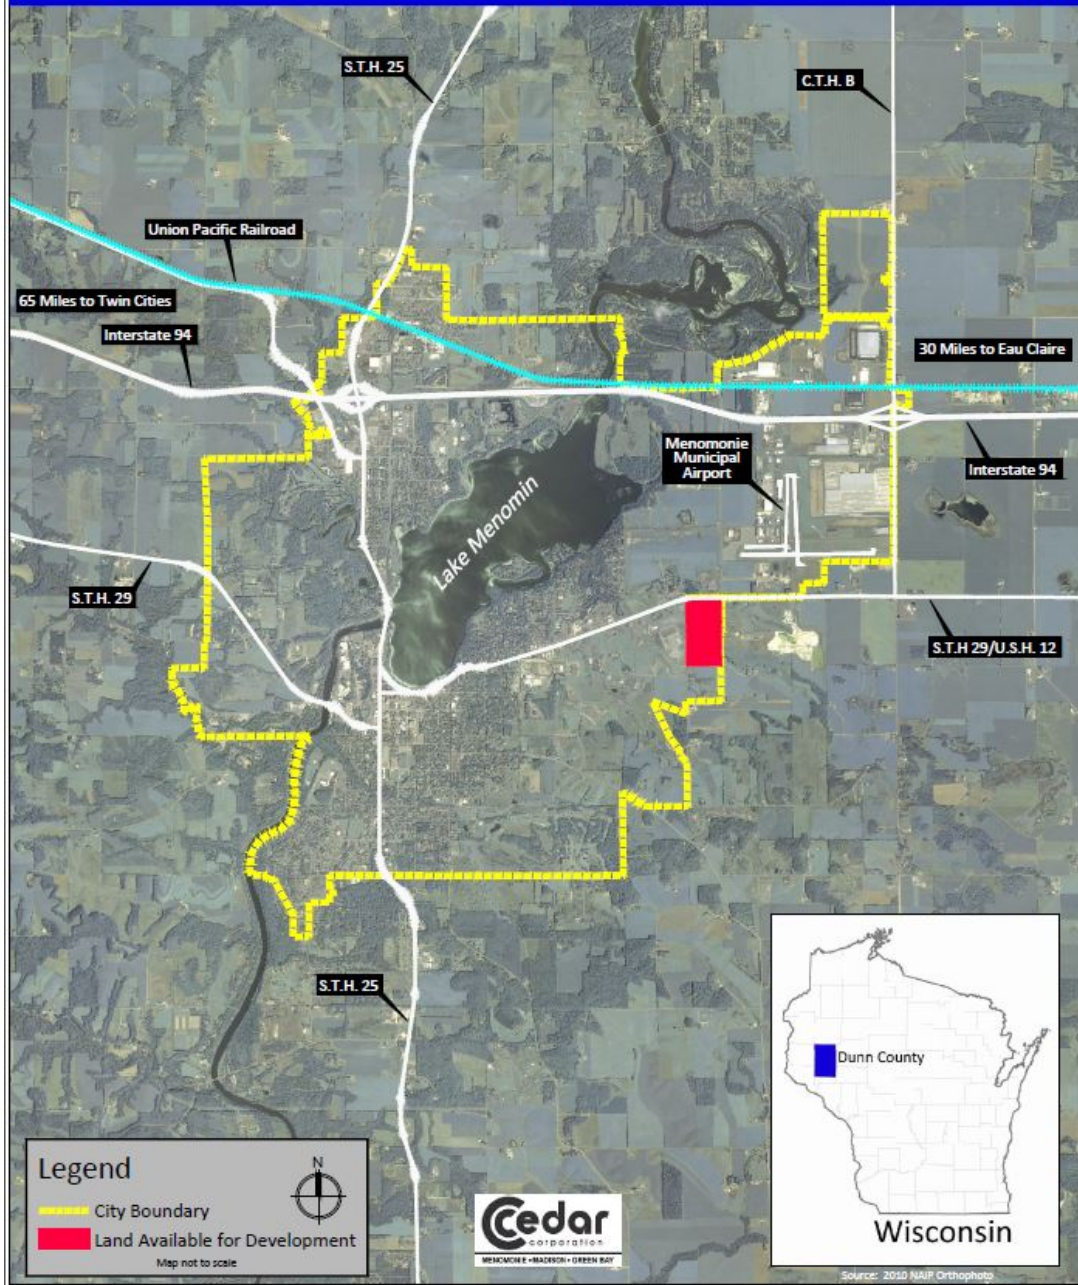 S.T.H. 25
C.T.H. B
Union Pacific Railroad
65 Miles to Twin Cities
Interstate 94
30 Miles to Eau Claire
Menomonie
Municipal
Airport
Interstate 94
Lake Menomin
S.T.H. 29
S.T.H 29/U.S.H. 12
S.T.H. 25
Dunn County
Wisconsin
Legend
N
City Boundary
Land Available for Development
Map not to scale
Cedar
corporation
MENOMONIE • MADISON • GREEN BAY
Source: 2010 NAIP Orthophoto